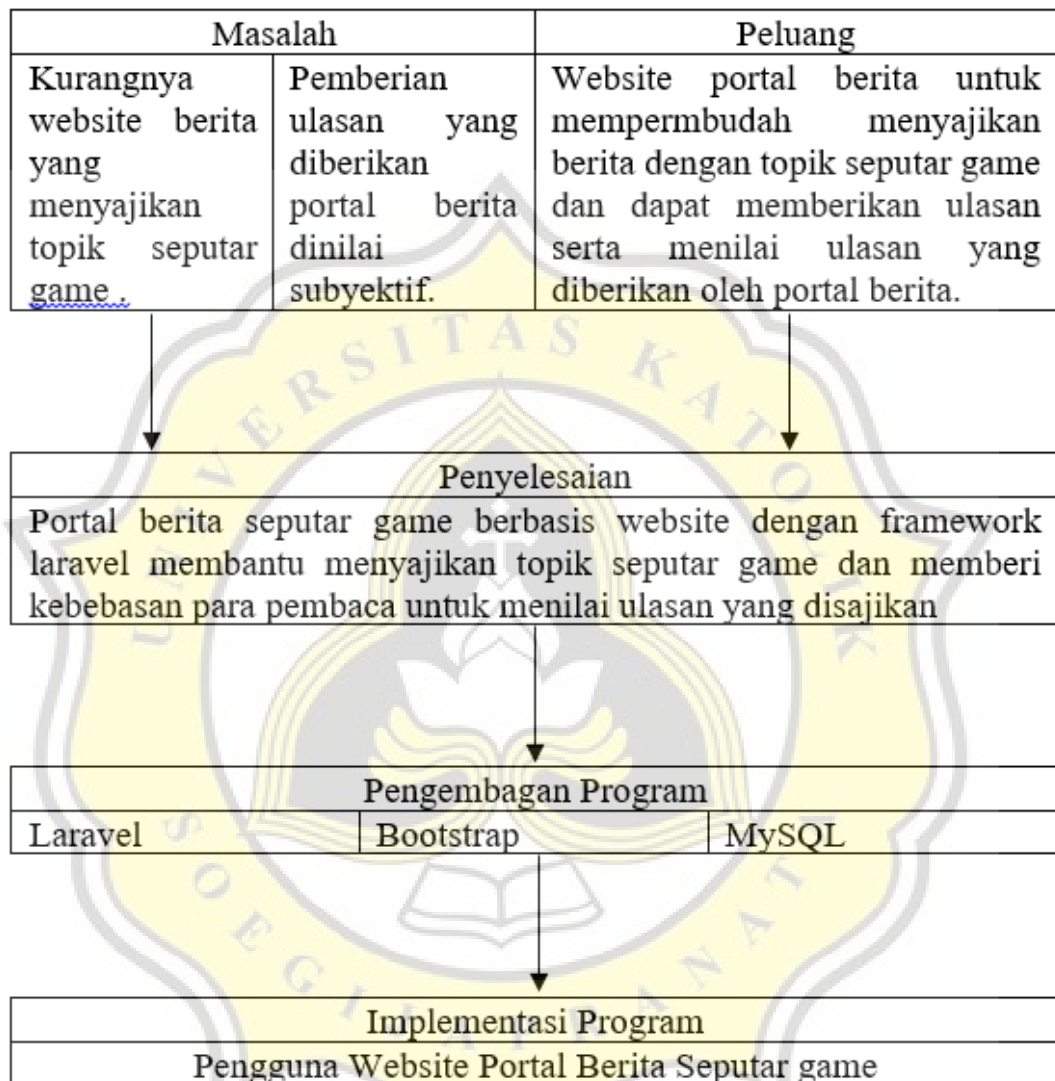 Masalah
Peluang
Kurangnya
website berita
yang
menyajikan
topik seputar
game .
Pemberian
ulasan yang
diberikan
portal berita
dinilai
subyektif.
Website portal berita untuk
mempermbudah menyajikan
berita dengan topik seputar game
dan dapat memberikan ulasan
serta menilai ulasan yang
diberikan oleh portal berita.
UNIVERSITAS KATOLIK
Penyelesaian
Portal berita seputar game berbasis website dengan framework
laravel membantu menyajikan topik seputar game dan memberi
kebebasan para pembaca untuk menilai ulasan yang disajikan
Pengembagan Program
Laravel
Bootstrap
MySQL
SOEGIJAPRANATA
Implementasi Program
Pengguna Website Portal Berita Seputar game